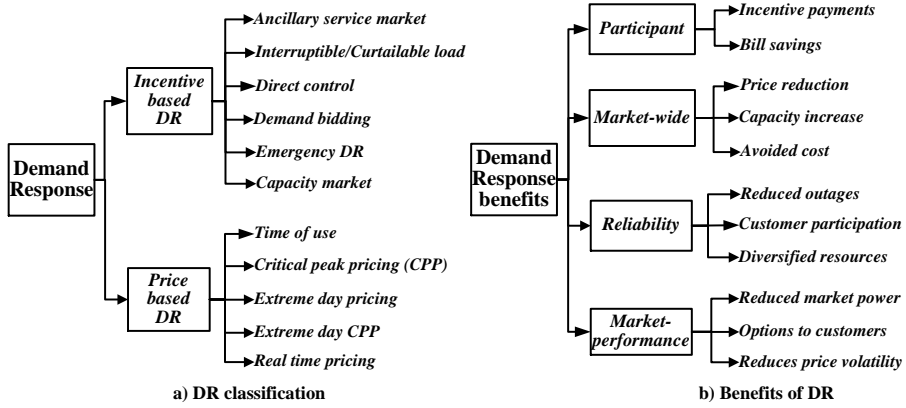 Demand
Response
Incentive
based
DR
Ancillary service market
Interruptible/Curtailable load
Direct control
Demand bidding
Emergency DR
Capacity market
Price
based
DR
Time of use
Critical peak pricing (CPP)
Extreme day pricing
Extreme day CPP
Real time pricing
a) DR classification
Demand
Response
benefits
Participant
Incentive payments
Bill savings
Market-wide
Price reduction
Capacity increase
Avoided cost
Reliability
Reduced outages
Customer participation
Diversified resources
Market-
performance
Reduced market power
Options to customers
Reduces price volatility
b) Benefits of DR